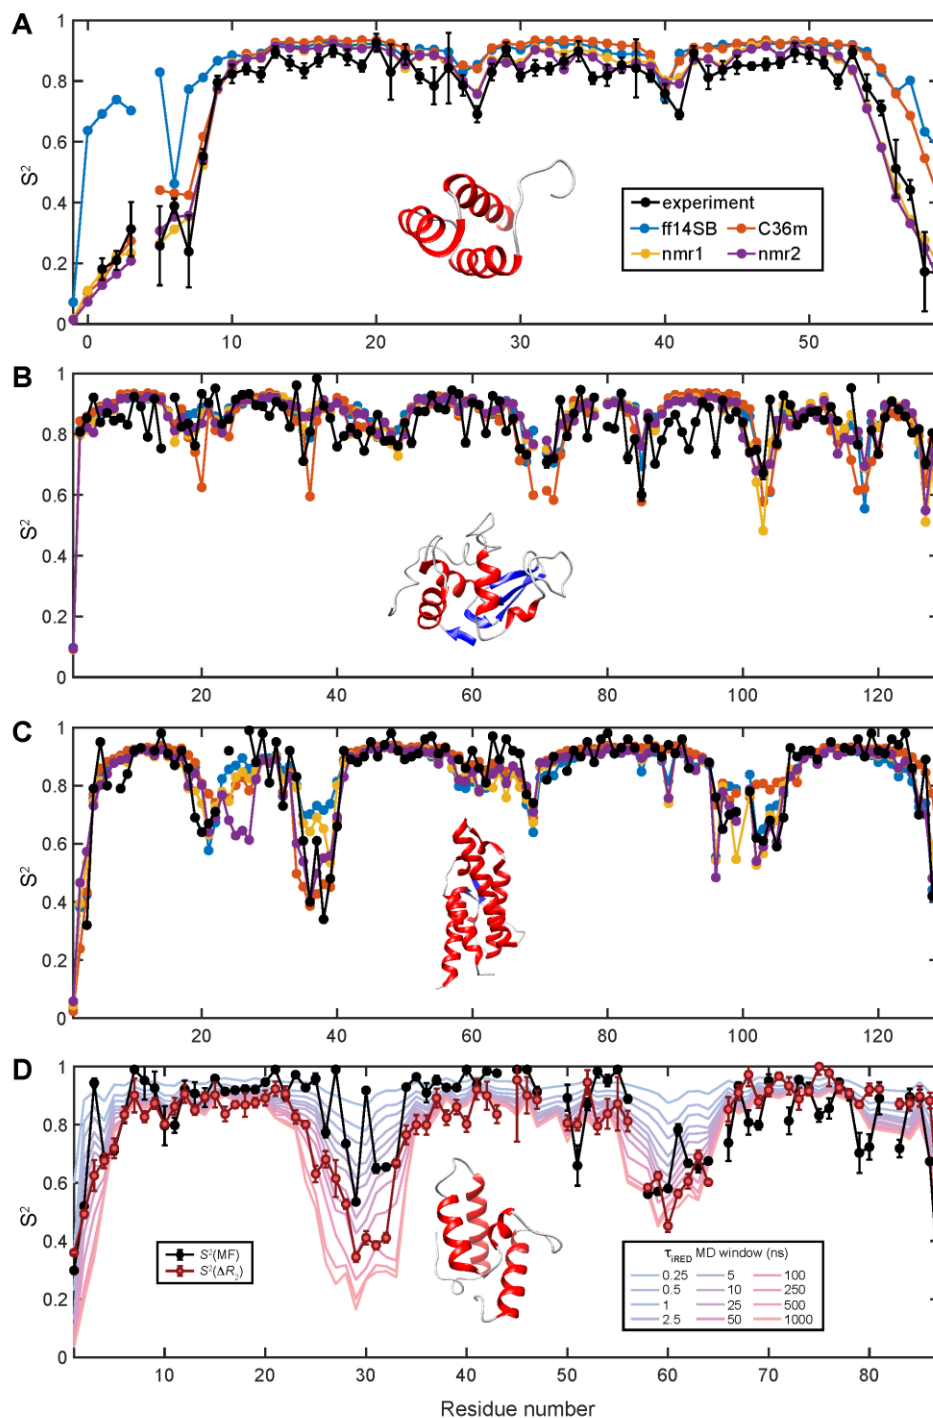 A
1
0.8
0.6
0.4
0.2
0
S²
0 10 20 30 40 50
experiment
ff14SB C36m
nmr1 nmr2
B
1
0.8
0.6
0.4
0.2
0
S²
20 40 60 80 100 120
C
1
0.8
0.6
0.4
0.2
0
S²
20 40 60 80 100 120
D
1
0.8
0.6
0.4
0.2
0
S²
10 20 30 40 50 60 70 80
S²(MF)
S²(ΔR₂)
τiRED MD window (ns)
0.25 5 100
0.5 10 250
1 25 500
2.5 50 1000
Residue number